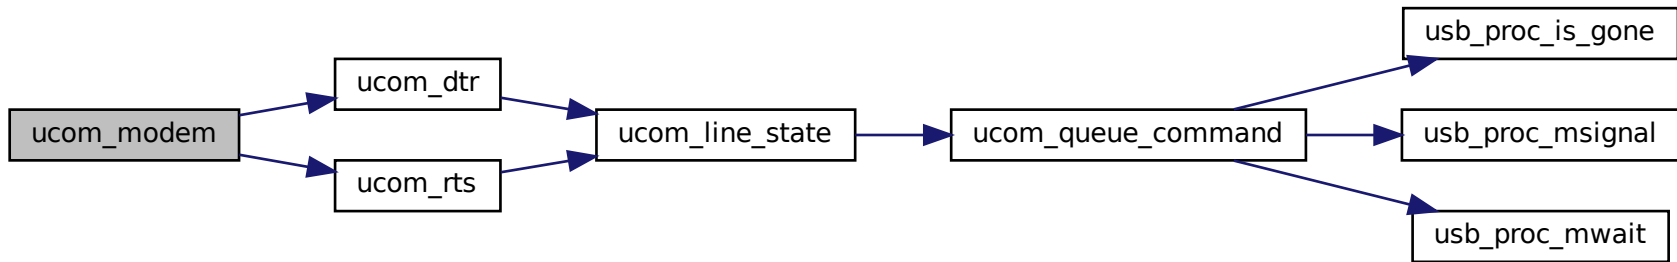 ucom_modem
ucom_dtr
ucom_rts
ucom_line_state
ucom_queue_command
usb_proc_is_gone
usb_proc_msignal
usb_proc_mwait